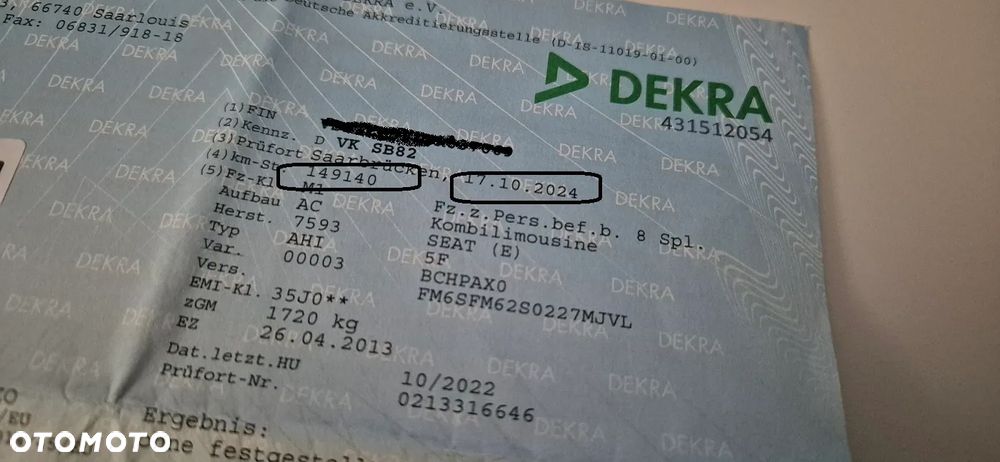 66740 Saarlouis
Fax: 06831/918-18
e.V.
Deutsche Akkreditierungsstelle (D-IS-11019-01-00)
DEKRA
431512054
(1) FIN
(2) Kennz. D VK SB82
(3) Prüfort Saarbrücken, 17.10.2024
(4) km-St 149140
(5) Fz-Kl M1 Fz.z.Pers.bef.b. 8 Spl.
Aufbau AC Kombilimousine
Herst. 7593 SEAT (E)
Typ AHI 5F
Var. 00003 BCHPAX0
Vers. FM6SFM62S0227MJVL
EMI-Kl. 35J0**
zGM 1720 kg
EZ 26.04.2013
Dat.letzt.HU 10/2022
Prüfort-Nr. 0213316646
Ergebnis:
OTOMOTO